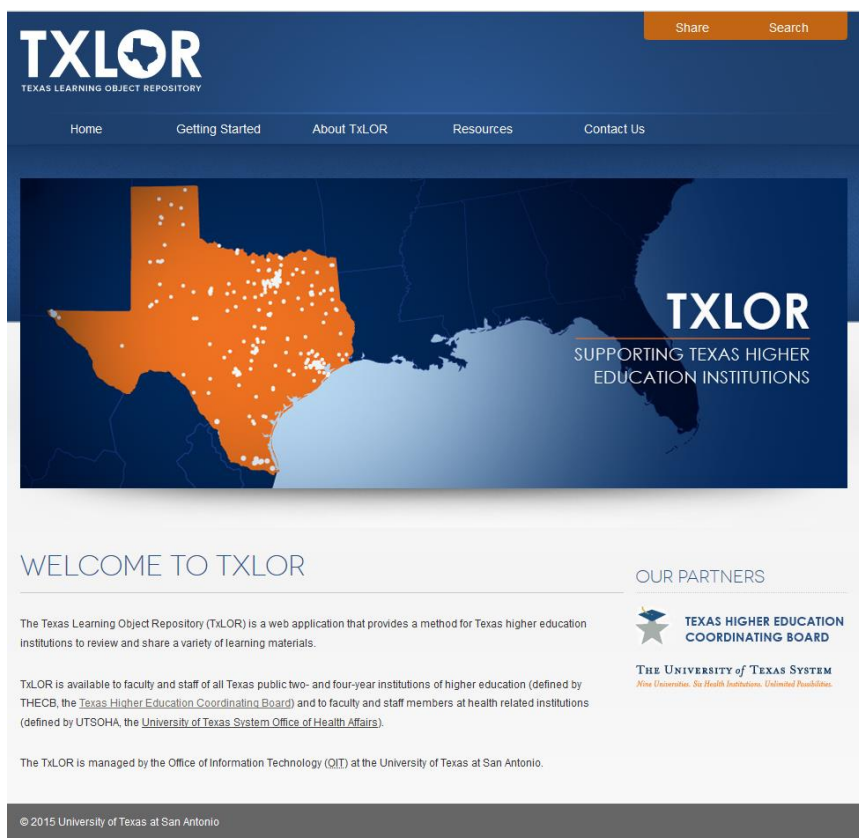 Share Search
TXLOR
TEXAS LEARNING OBJECT REPOSITORY
Home Getting Started About TxLOR Resources Contact Us
TXLOR
SUPPORTING TEXAS HIGHER
EDUCATION INSTITUTIONS
WELCOME TO TXLOR
The Texas Learning Object Repository (TxLOR) is a web application that provides a method for Texas higher education
institutions to review and share a variety of learning materials.
TxLOR is available to faculty and staff of all Texas public two- and four-year institutions of higher education (defined by
THECB, the Texas Higher Education Coordinating Board) and to faculty and staff members at health related institutions
(defined by UTSOHA, the University of Texas System Office of Health Affairs).
The TxLOR is managed by the Office of Information Technology (OIT) at the University of Texas at San Antonio.
OUR PARTNERS
TEXAS HIGHER EDUCATION
COORDINATING BOARD
THE UNIVERSITY of TEXAS SYSTEM
Nine Universities. Six Health Institutions. Unlimited Possibilities.
© 2015 University of Texas at San Antonio